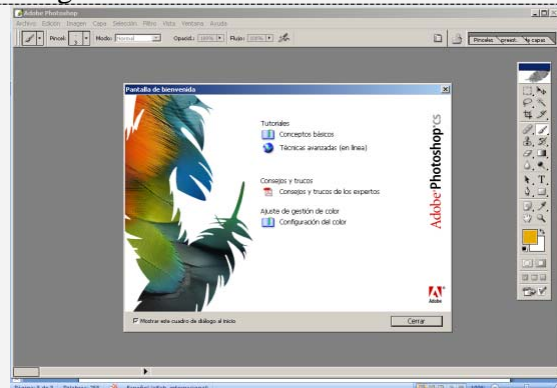 Adobe Photoshop
Archivo Edición Imagen Capa Selección Filtro Vista Ventana Ayuda
Pincel: Modo: Normal Opacid.: 100% Flujo: 100%
Pinceles
Pantalla de bienvenida
Tutoriales
Conceptos básicos
Técnicas avanzadas (en línea)
Consejos y trucos
Consejos y trucos de los expertos
Ajuste de gestión de color
Configuración del color
Adobe Photoshop CS
Adobe
Mostrar este cuadro de diálogo al inicio
Cerrar